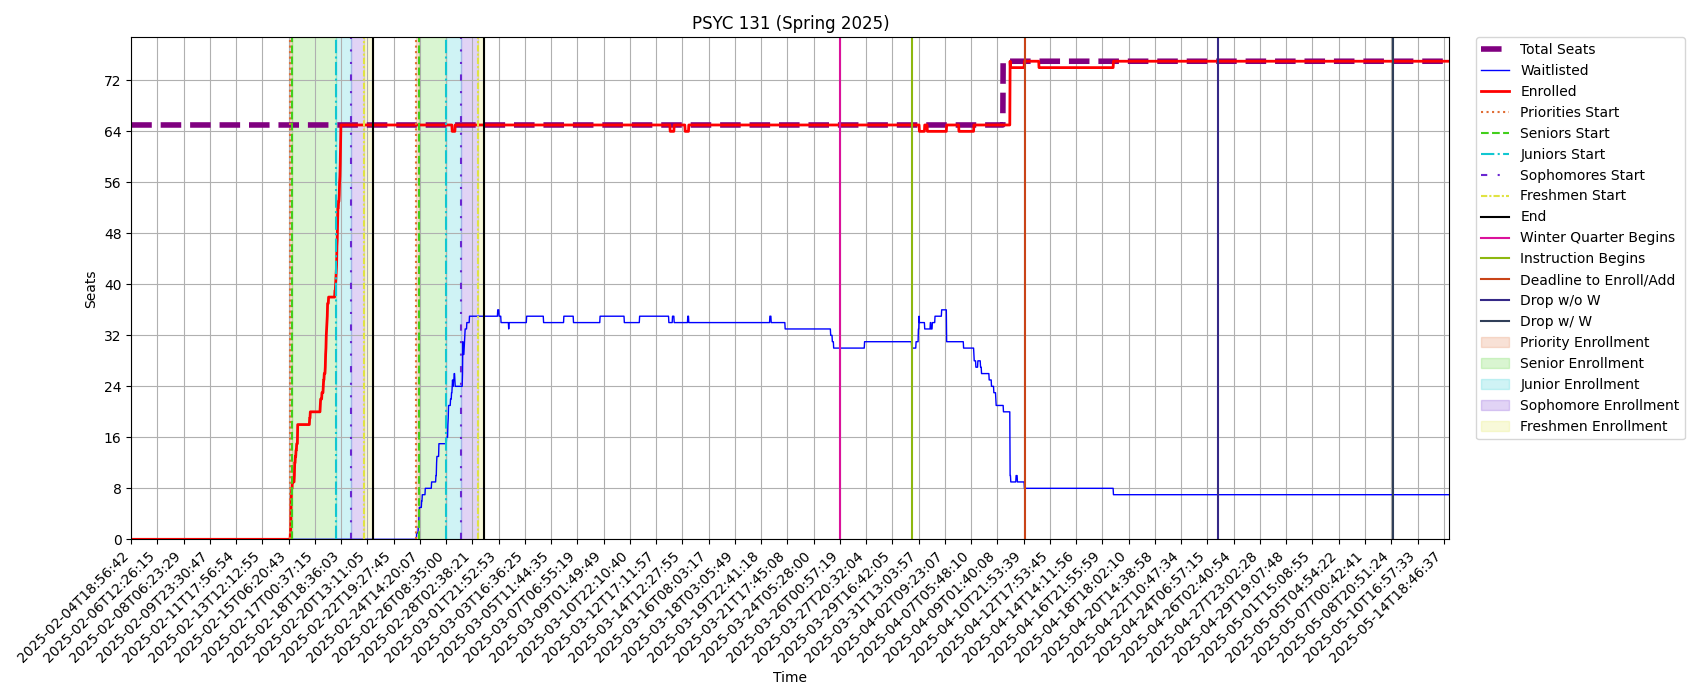 PSYC 131 (Spring 2025)
Seats
72
64
56
48
40
32
24
16
8
0
2025-02-04T18:56:42
2025-02-06T12:26:15
2025-02-08T06:23:29
2025-02-09T23:30:47
2025-02-11T17:56:54
2025-02-13T12:12:55
2025-02-15T06:20:43
2025-02-17T00:37:15
2025-02-18T18:36:03
2025-02-20T13:11:05
2025-02-22T19:27:45
2025-02-24T14:20:07
2025-02-26T08:35:00
2025-02-28T02:38:21
2025-03-01T21:52:53
2025-03-03T16:36:25
2025-03-05T11:44:35
2025-03-07T06:55:19
2025-03-09T01:49:49
2025-03-10T22:10:40
2025-03-12T17:11:57
2025-03-14T12:27:55
2025-03-16T08:03:17
2025-03-18T03:05:49
2025-03-19T22:41:18
2025-03-21T17:45:08
2025-03-24T05:28:00
2025-03-26T00:57:19
2025-03-27T20:32:04
2025-03-29T16:42:05
2025-03-31T13:03:57
2025-04-02T09:23:07
2025-04-07T05:48:10
2025-04-09T01:40:08
2025-04-10T21:53:39
2025-04-12T17:53:45
2025-04-14T14:11:56
2025-04-16T21:55:59
2025-04-18T18:02:10
2025-04-20T14:38:58
2025-04-22T10:47:34
2025-04-24T06:57:15
2025-04-26T02:40:54
2025-04-27T23:02:28
2025-04-29T19:07:48
2025-05-01T15:08:55
2025-05-05T04:54:22
2025-05-07T00:42:41
2025-05-08T20:51:24
2025-05-10T16:57:33
2025-05-14T18:46:37
Time
Total Seats
Waitlisted
Enrolled
Priorities Start
Seniors Start
Juniors Start
Sophomores Start
Freshmen Start
End
Winter Quarter Begins
Instruction Begins
Deadline to Enroll/Add
Drop w/o W
Drop w/ W
Priority Enrollment
Senior Enrollment
Junior Enrollment
Sophomore Enrollment
Freshmen Enrollment